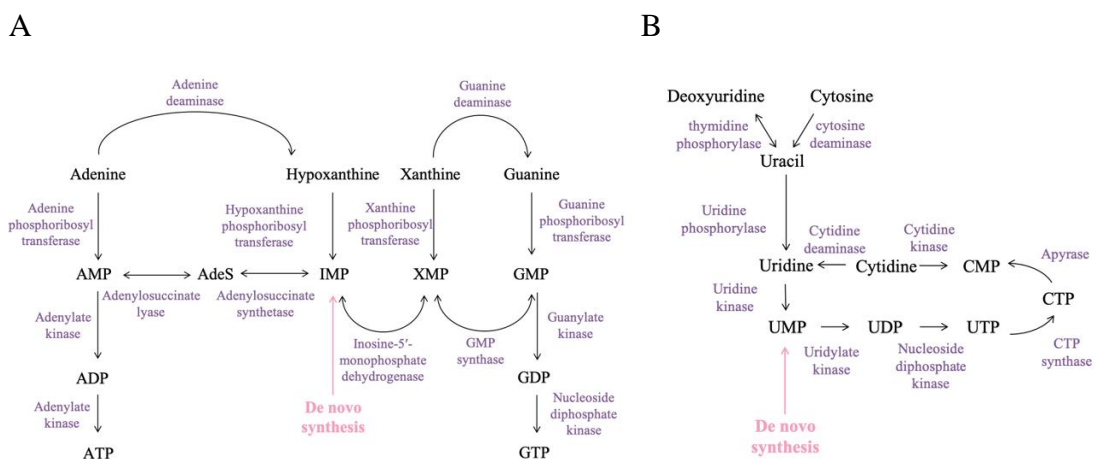 A
Adenine
deaminase
Guanine
deaminase
Adenine
Hypoxanthine
Xanthine
Guanine
Adenine
phosphoribosyl
transferase
Hypoxanthine
phosphoribosyl
transferase
Xanthine
phosphoribosyl
transferase
Guanine
phosphoribosyl
transferase
AMP
AdeS
IMP
XMP
GMP
Adenylosuccinate
lyase
Adenylosuccinate
synthetase
Adenylate
kinase
Inosine-5'-
monophosphate
dehydrogenase
GMP
synthase
Guanylate
kinase
ADP
GDP
Adenylate
kinase
De novo
synthesis
Nucleoside
diphosphate
kinase
ATP
GTP
B
Deoxyuridine
Cytosine
thymidine
phosphorylase
cytosine
deaminase
Uracil
Uridine
phosphorylase
Cytidine
deaminase
Cytidine
kinase
Apyrase
Uridine
Cytidine
CMP
Uridine
kinase
CTP
UMP
UDP
UTP
Uridylate
kinase
Nucleoside
diphosphate
kinase
CTP
synthase
De novo
synthesis